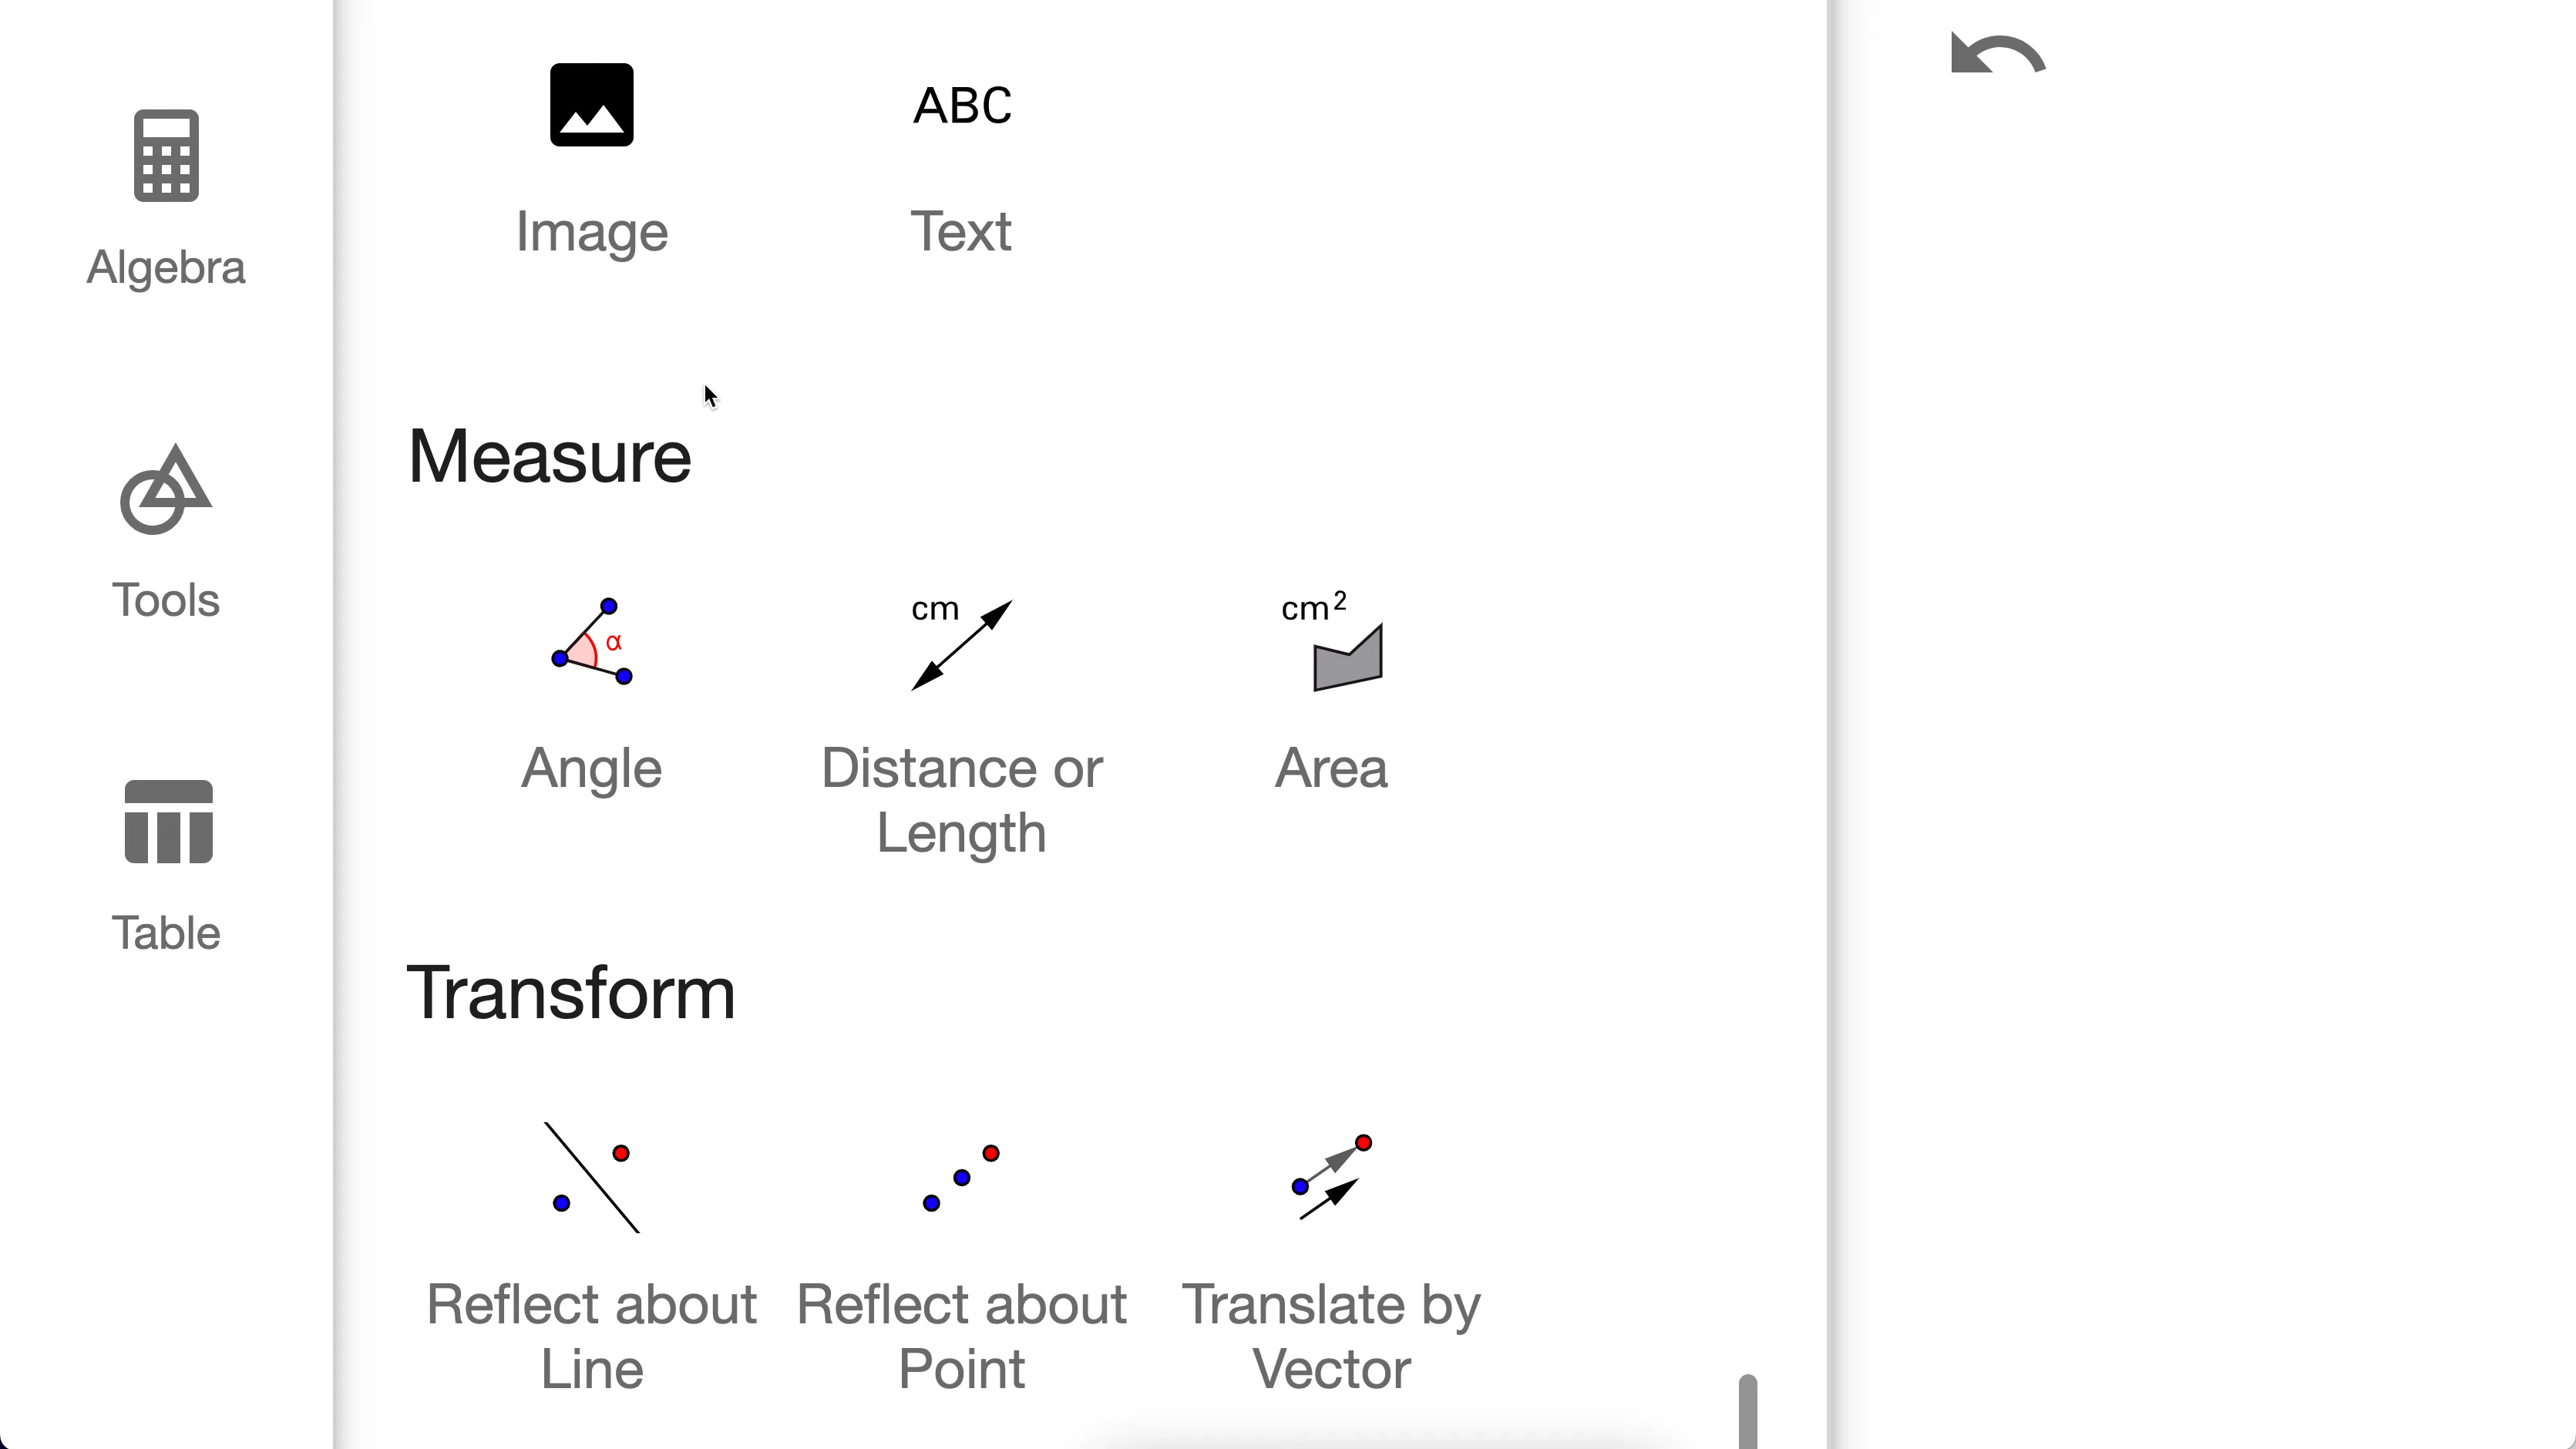 Algebra
Tools
Table
ABC
Image
Text
Measure
α
cm
cm²
Angle
Distance or
Length
Area
Transform
Reflect about
Line
Reflect about
Point
Translate by
Vector